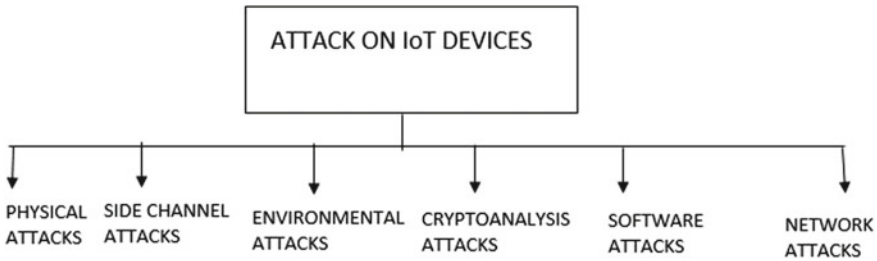 ATTACK ON IoT DEVICES
PHYSICAL
ATTACKS
SIDE CHANNEL
ATTACKS
ENVIRONMENTAL
ATTACKS
CRYPTOANALYSIS
ATTACKS
SOFTWARE
ATTACKS
NETWORK
ATTACKS